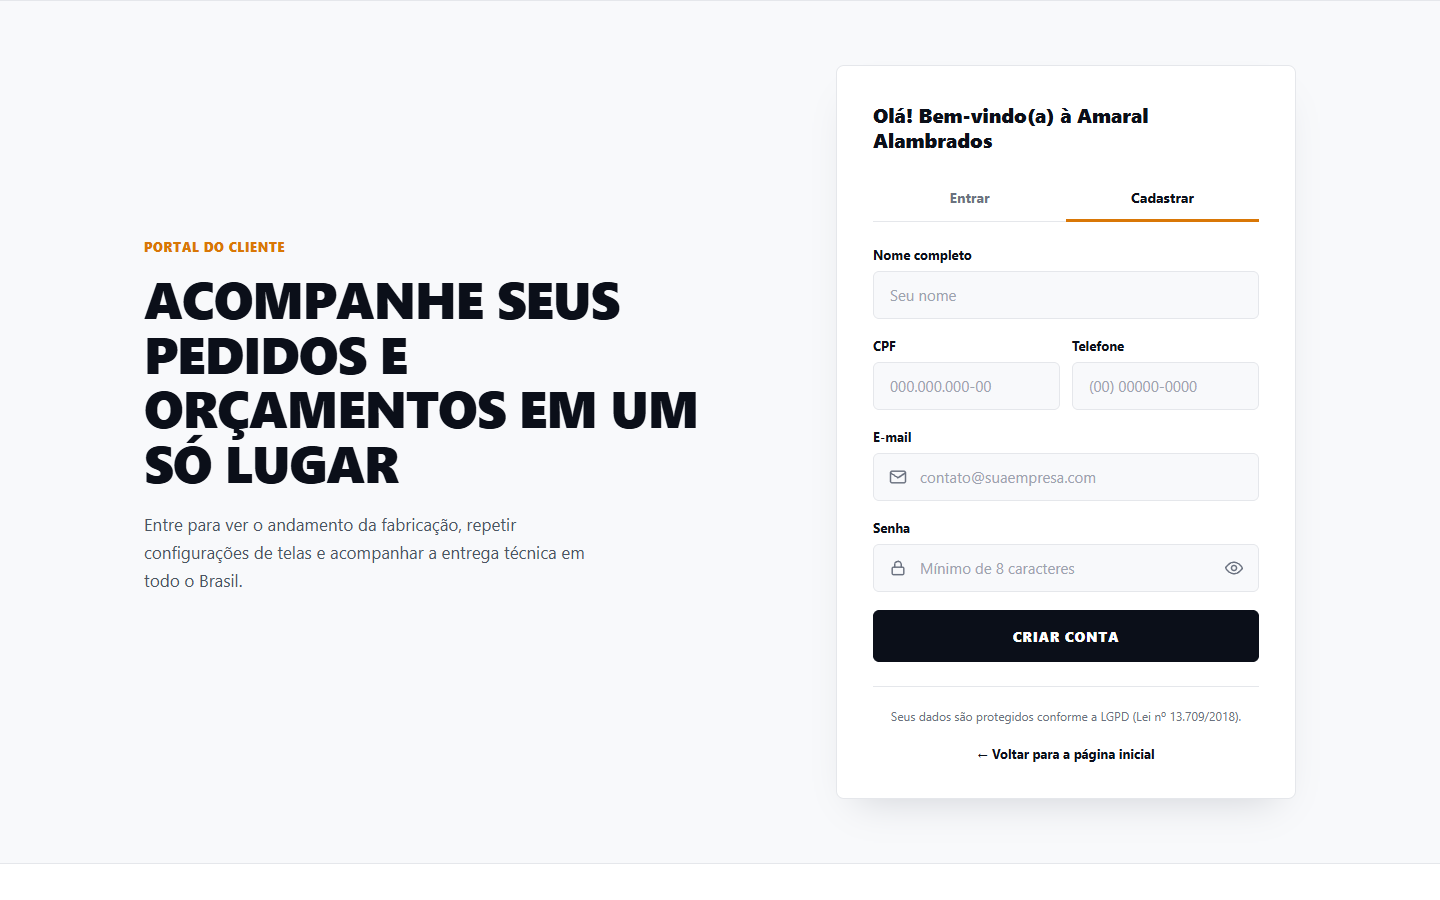 PORTAL DO CLIENTE
ACOMPANHE SEUS
PEDIDOS E
ORÇAMENTOS EM UM
SÓ LUGAR
Entre para ver o andamento da fabricação, repetir
configurações de telas e acompanhar a entrega técnica em
todo o Brasil.
Olá! Bem-vindo(a) à Amaral
Alambrados
Entrar
Cadastrar
Nome completo
Seu nome
CPF
Telefone
000.000.000-00
(00) 00000-0000
E-mail
contato@suaempresa.com
Senha
Mínimo de 8 caracteres
CRIAR CONTA
Seus dados são protegidos conforme a LGPD (Lei nº 13.709/2018).
← Voltar para a página inicial